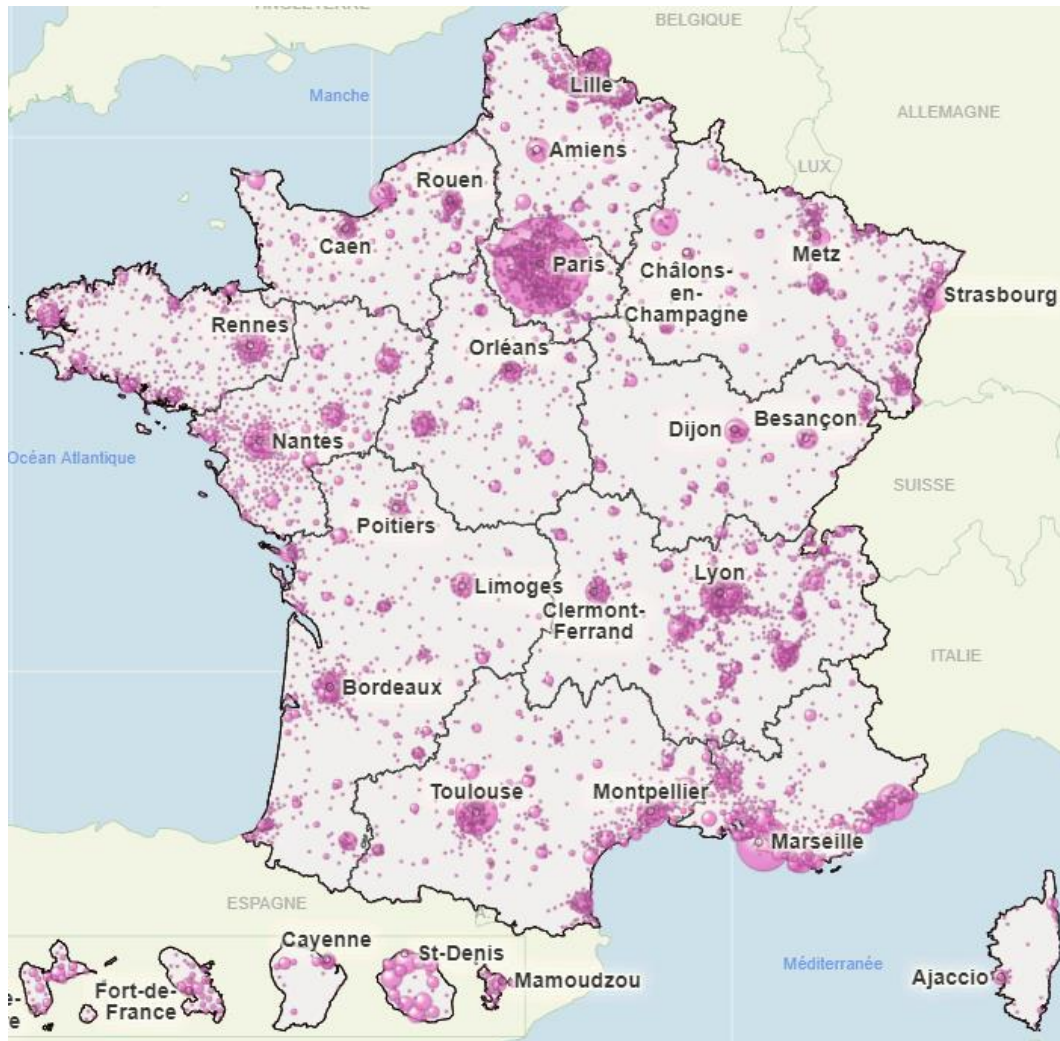 ANGLETERRE
BELGIQUE
Lille
Manche
ALLEMAGNE
Amiens
LUX.
Rouen
Caen
Paris
Metz
Châlons-
en-
Champagne
Strasbourg
Rennes
Orléans
Nantes
Dijon
Besançon
Océan Atlantique
SUISSE
Poitiers
Limoges
Lyon
Clermont-
Ferrand
ITALIE
Bordeaux
Toulouse
Montpellier
Marseille
ESPAGNE
Cayenne
St-Denis
Méditerranée
Fort-de-
France
Mamoudzou
Ajaccio